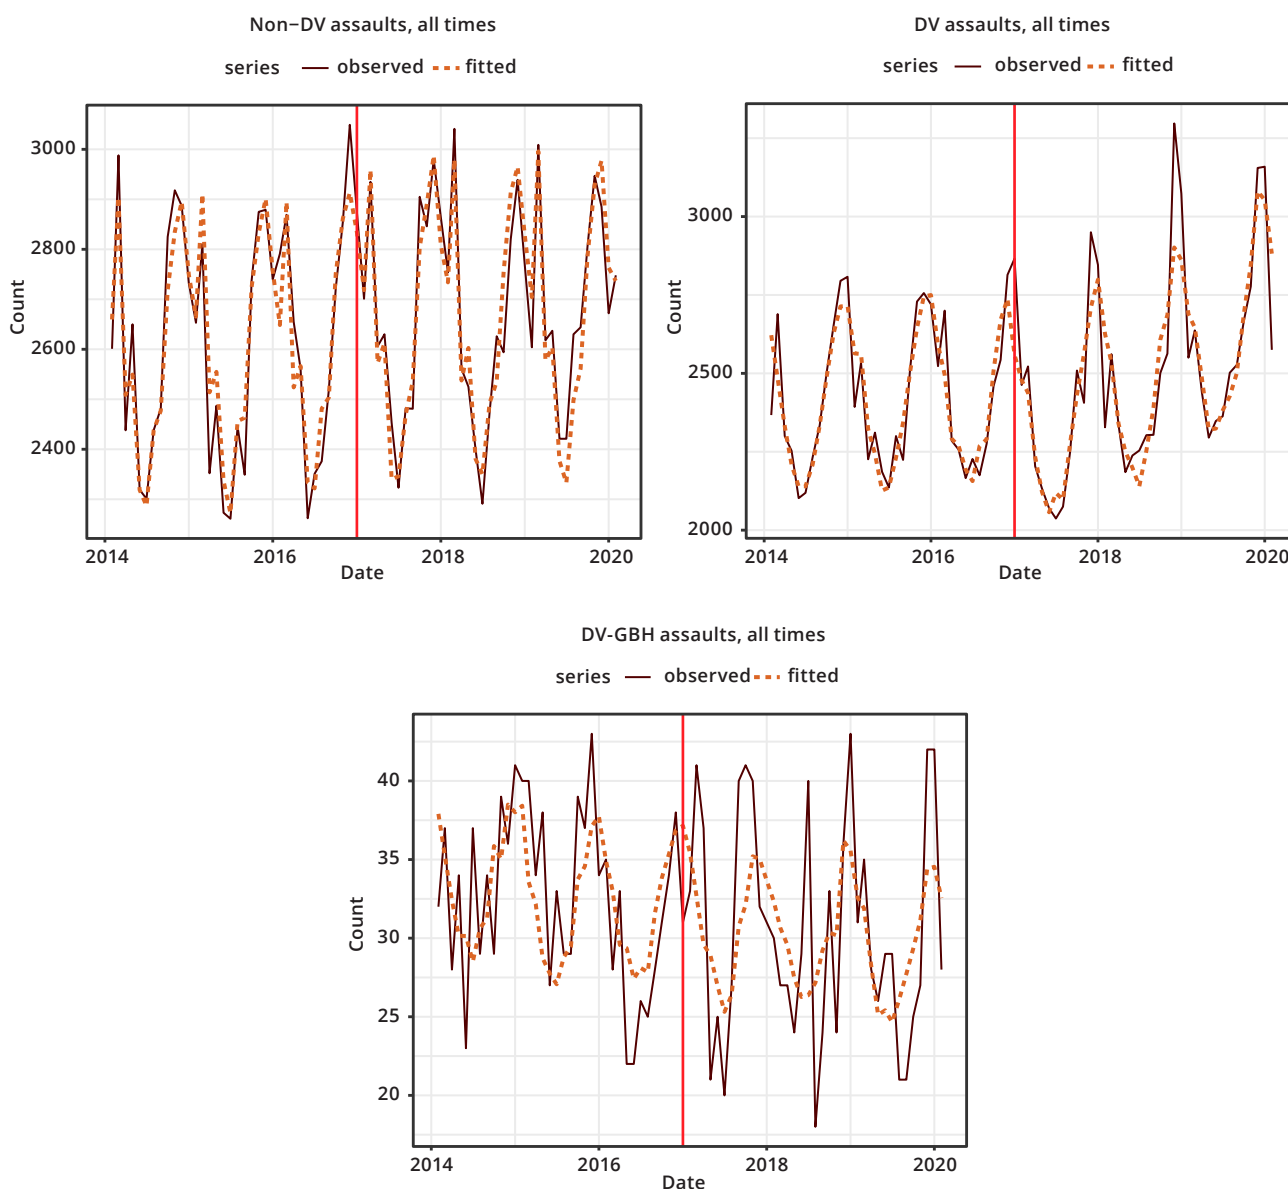 Non−DV assaults, all times
series observed fitted
Count
3000
2800
2600
2400
2014 2016 2018 2020
Date
DV assaults, all times
series observed fitted
Count
3000
2500
2000
2014 2016 2018 2020
Date
DV-GBH assaults, all times
series observed fitted
Count
40
35
30
25
20
2014 2016 2018 2020
Date